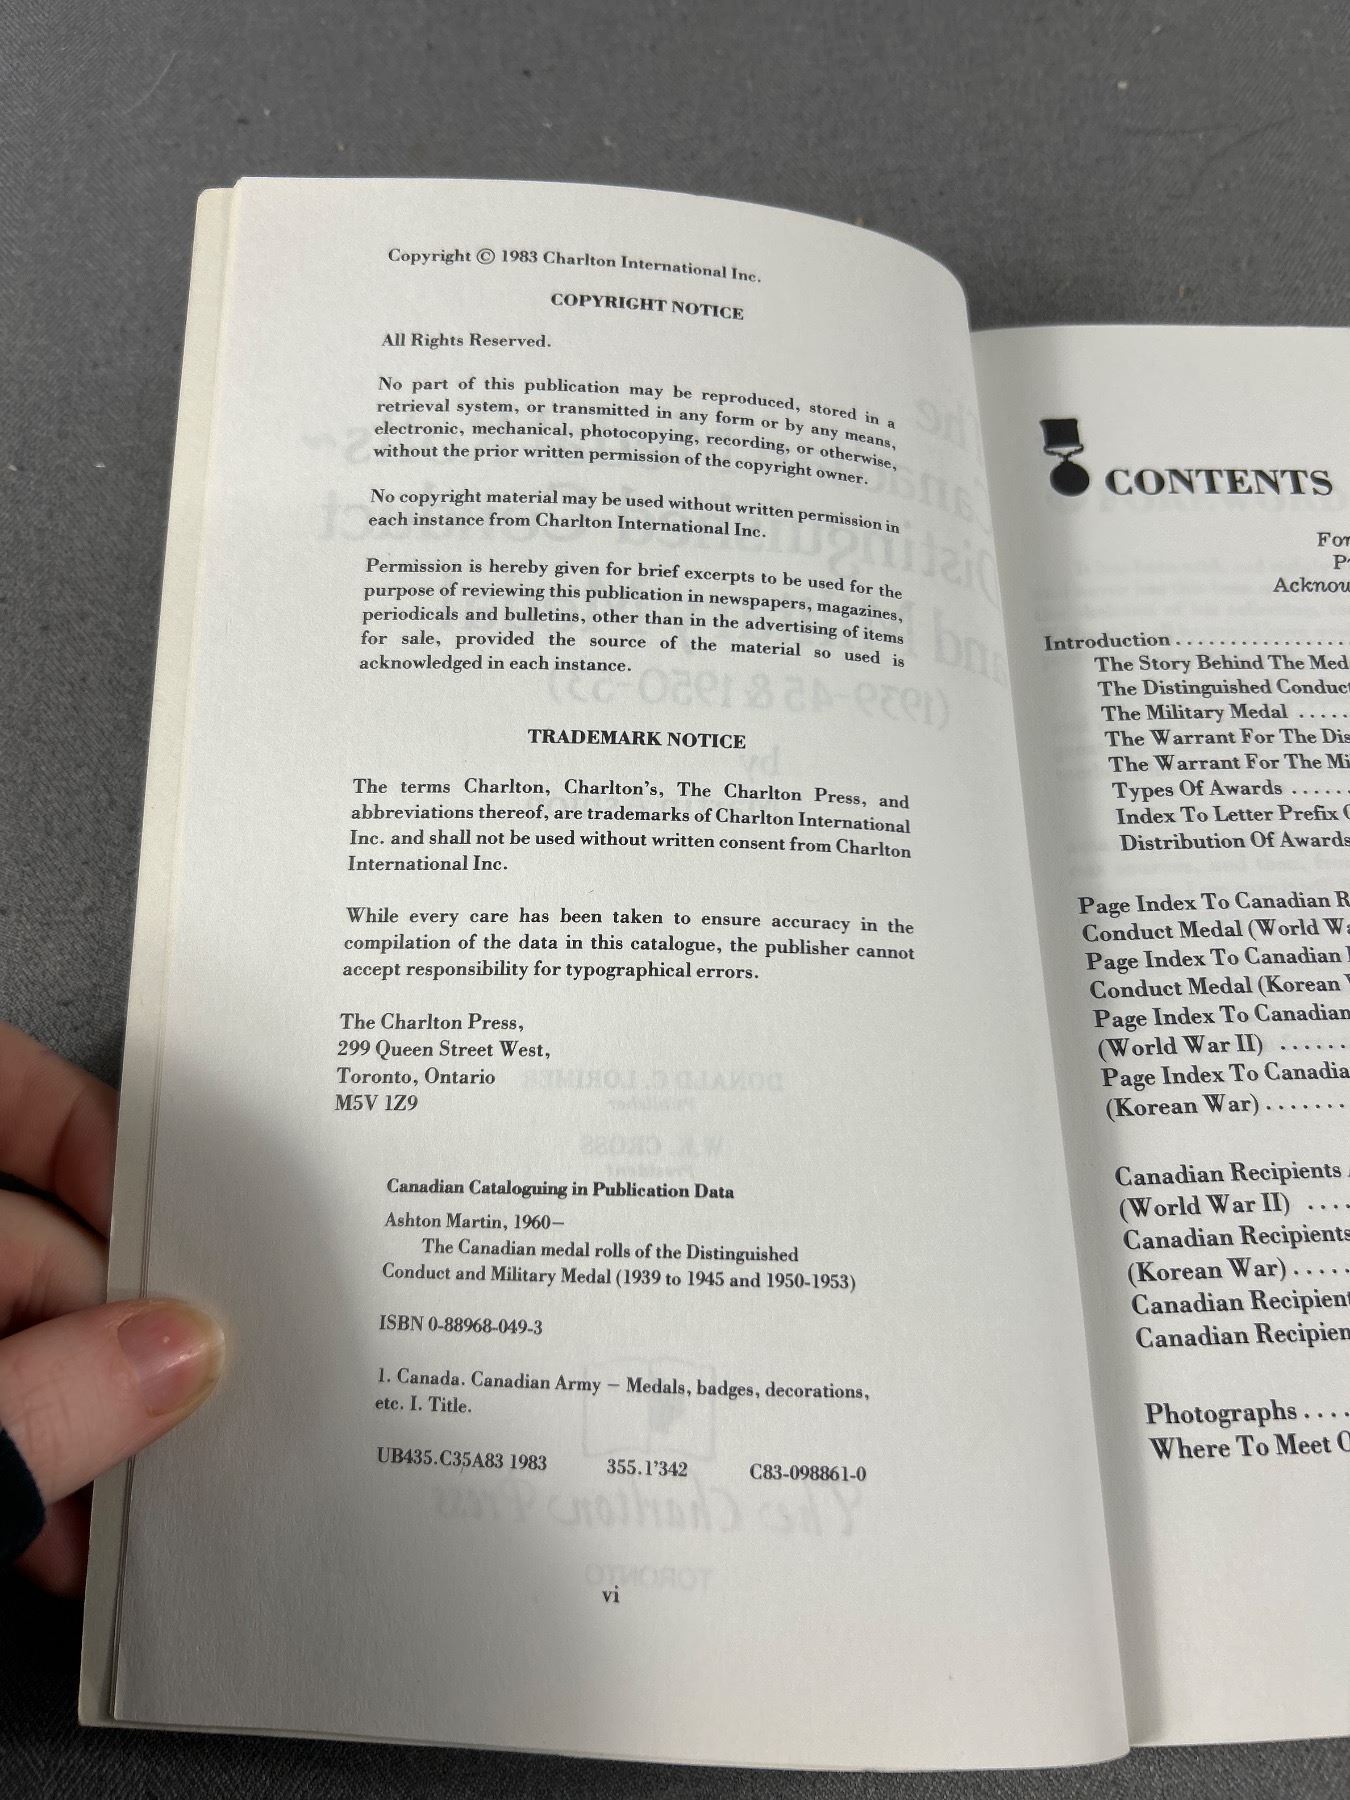 Copyright © 1983 Charlton International Inc.
COPYRIGHT NOTICE
All Rights Reserved.
No part of this publication may be reproduced, stored in a
retrieval system, or transmitted in any form or by any means,
electronic, mechanical, photocopying, recording, or otherwise,
without the prior written permission of the copyright owner.
No copyright material may be used without written permission in
each instance from Charlton International Inc.
Permission is hereby given for brief excerpts to be used for the
purpose of reviewing this publication in newspapers, magazines,
periodicals and bulletins, other than in the advertising of items
for sale, provided the source of the material so used is
acknowledged in each instance.
TRADEMARK NOTICE
The terms Charlton, Charlton's, The Charlton Press, and
abbreviations thereof, are trademarks of Charlton International
Inc. and shall not be used without written consent from Charlton
International Inc.
While every care has been taken to ensure accuracy in the
compilation of the data in this catalogue, the publisher cannot
accept responsibility for typographical errors.
The Charlton Press,
299 Queen Street West,
Toronto, Ontario
M5V 1Z9
Canadian Cataloguing in Publication Data
Ashton Martin, 1960–
The Canadian medal rolls of the Distinguished
Conduct and Military Medal (1939 to 1945 and 1950-1953)
ISBN 0-88968-049-3
1. Canada. Canadian Army – Medals, badges, decorations,
etc. I. Title.
UB435.C35A83 1983 355.1'342 C83-098861-0
vi
CONTENTS
For
Acknow
Introduction ................
The Story Behind The Med
The Distinguished Conduct
The Military Medal .....
The Warrant For The Dis
The Warrant For The Mi
Types Of Awards ......
Index To Letter Prefix
Distribution Of Awards
Page Index To Canadian R
Conduct Medal (World Wa
Page Index To Canadian
Conduct Medal (Korean
Page Index To Canadian
(World War II) ......
Page Index To Canadia
(Korean War) .......
Canadian Recipients
(World War II) ....
Canadian Recipients
(Korean War) .....
Canadian Recipient
Canadian Recipien
Photographs ....
Where To Meet